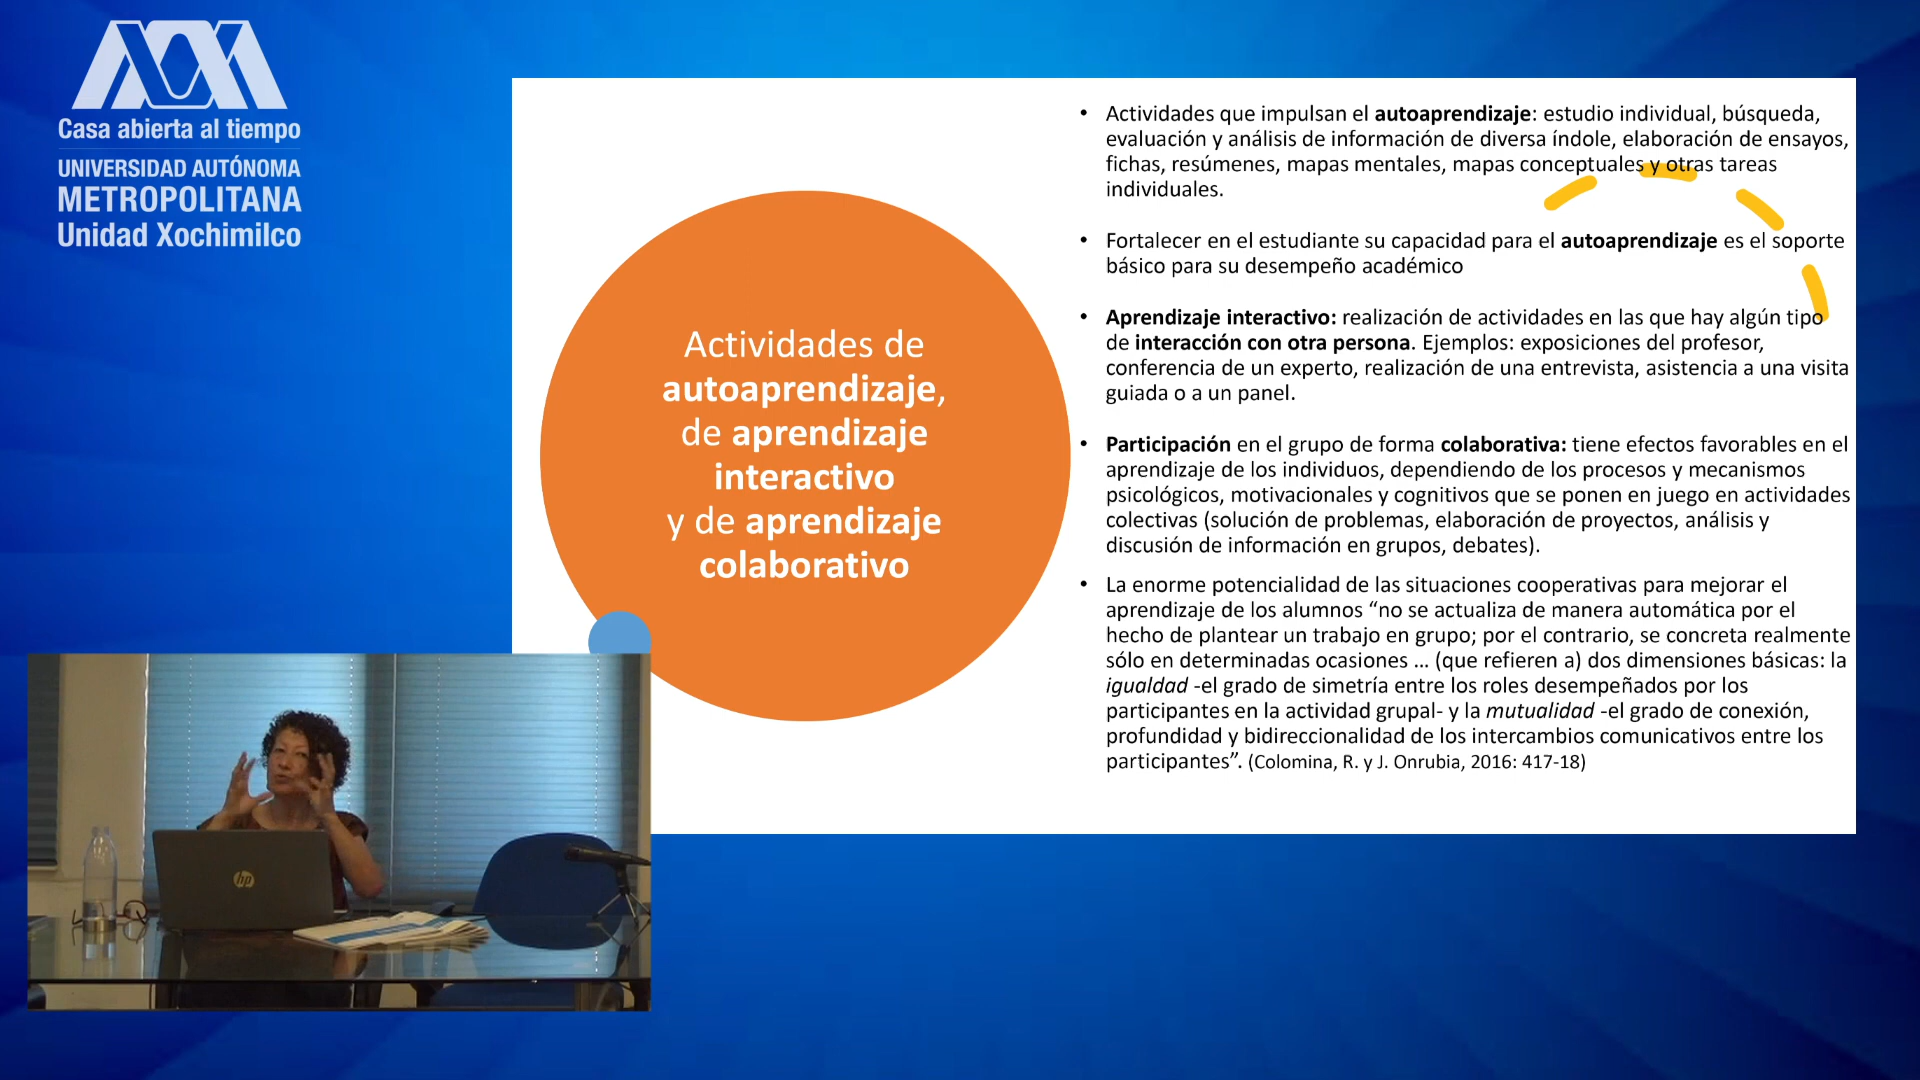 Casa abierta al tiempo
UNIVERSIDAD AUTÓNOMA
METROPOLITANA
Unidad Xochimilco
Actividades de
autoaprendizaje,
de aprendizaje
interactivo
y de aprendizaje
colaborativo
• Actividades que impulsan el autoaprendizaje: estudio individual, búsqueda,
evaluación y análisis de información de diversa índole, elaboración de ensayos,
fichas, resúmenes, mapas mentales, mapas conceptuales y otras tareas
individuales.
• Fortalecer en el estudiante su capacidad para el autoaprendizaje es el soporte
básico para su desempeño académico
• Aprendizaje interactivo: realización de actividades en las que hay algún tipo
de interacción con otra persona. Ejemplos: exposiciones del profesor,
conferencia de un experto, realización de una entrevista, asistencia a una visita
guiada o a un panel.
• Participación en el grupo de forma colaborativa: tiene efectos favorables en el
aprendizaje de los individuos, dependiendo de los procesos y mecanismos
psicológicos, motivacionales y cognitivos que se ponen en juego en actividades
colectivas (solución de problemas, elaboración de proyectos, análisis y
discusión de información en grupos, debates).
• La enorme potencialidad de las situaciones cooperativas para mejorar el
aprendizaje de los alumnos “no se actualiza de manera automática por el
hecho de plantear un trabajo en grupo; por el contrario, se concreta realmente
sólo en determinadas ocasiones … (que refieren a) dos dimensiones básicas: la
igualdad -el grado de simetría entre los roles desempeñados por los
participantes en la actividad grupal- y la mutualidad -el grado de conexión,
profundidad y bidireccionalidad de los intercambios comunicativos entre los
participantes”. (Colomina, R. y J. Onrubia, 2016: 417-18)
hp